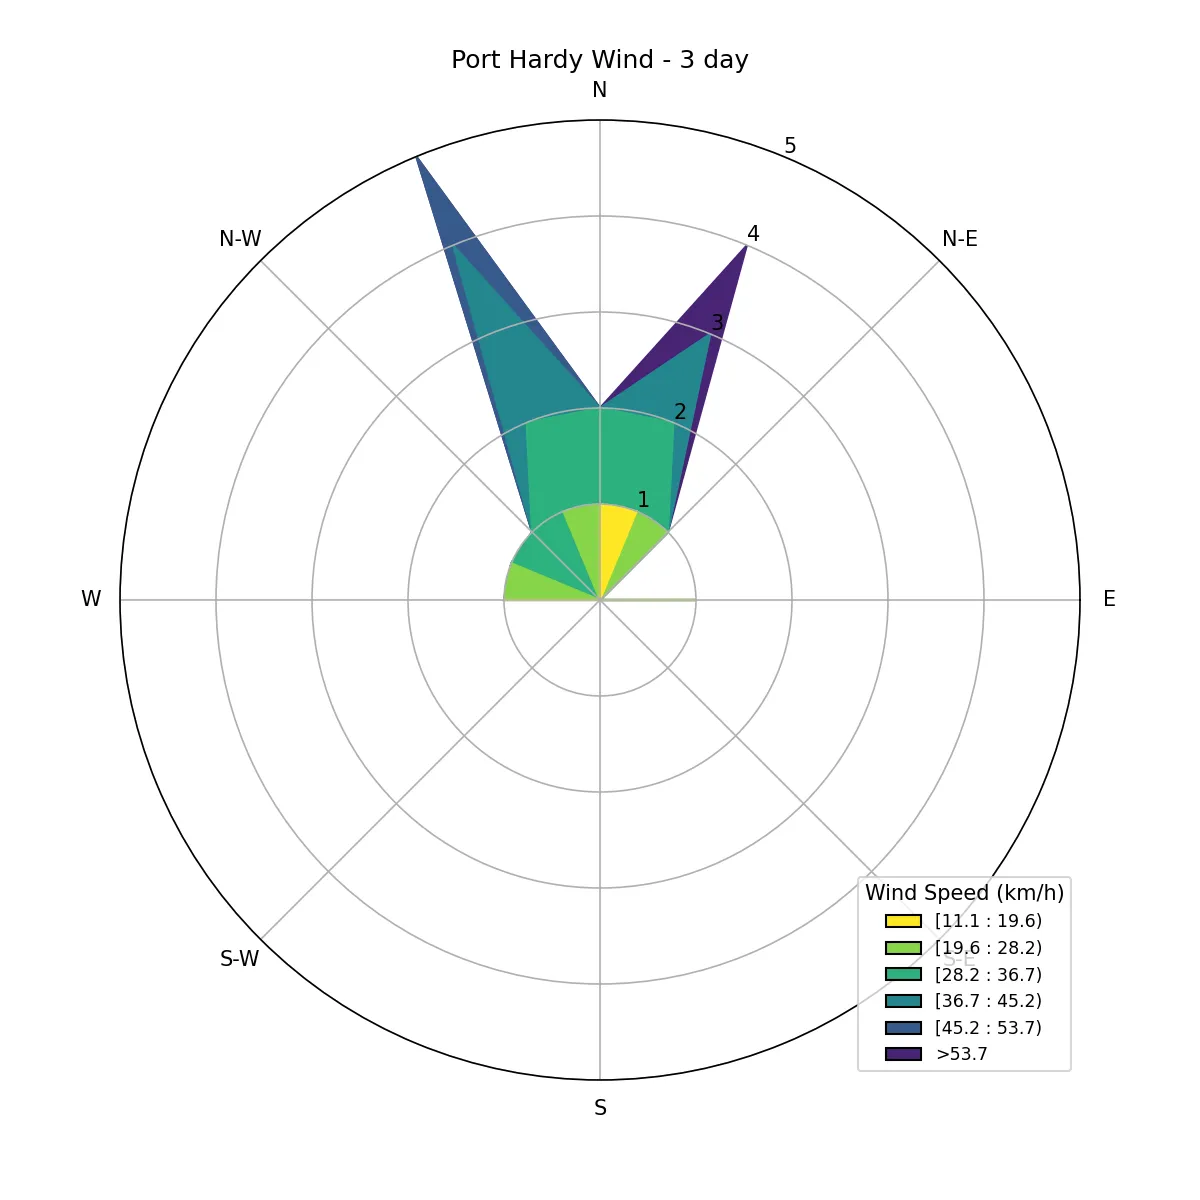 Port Hardy Wind - 3 day
N
5
N-W
4
N-E
3
2
1
W
E
S-W
S-E
S
Wind Speed (km/h)
[11.1 : 19.6)
[19.6 : 28.2)
[28.2 : 36.7)
[36.7 : 45.2)
[45.2 : 53.7)
>53.7